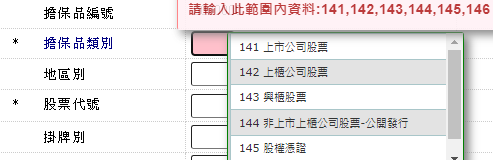 擔保品編號
請輸入此範圍內資料:141,142,143,144,145,146
* 擔保品類別
141 上市公司股票
142 上櫃公司股票
地區別
143 興櫃股票
* 股票代號
144 非上市上櫃公司股票-公開發行
掛牌別
145 股權憑證